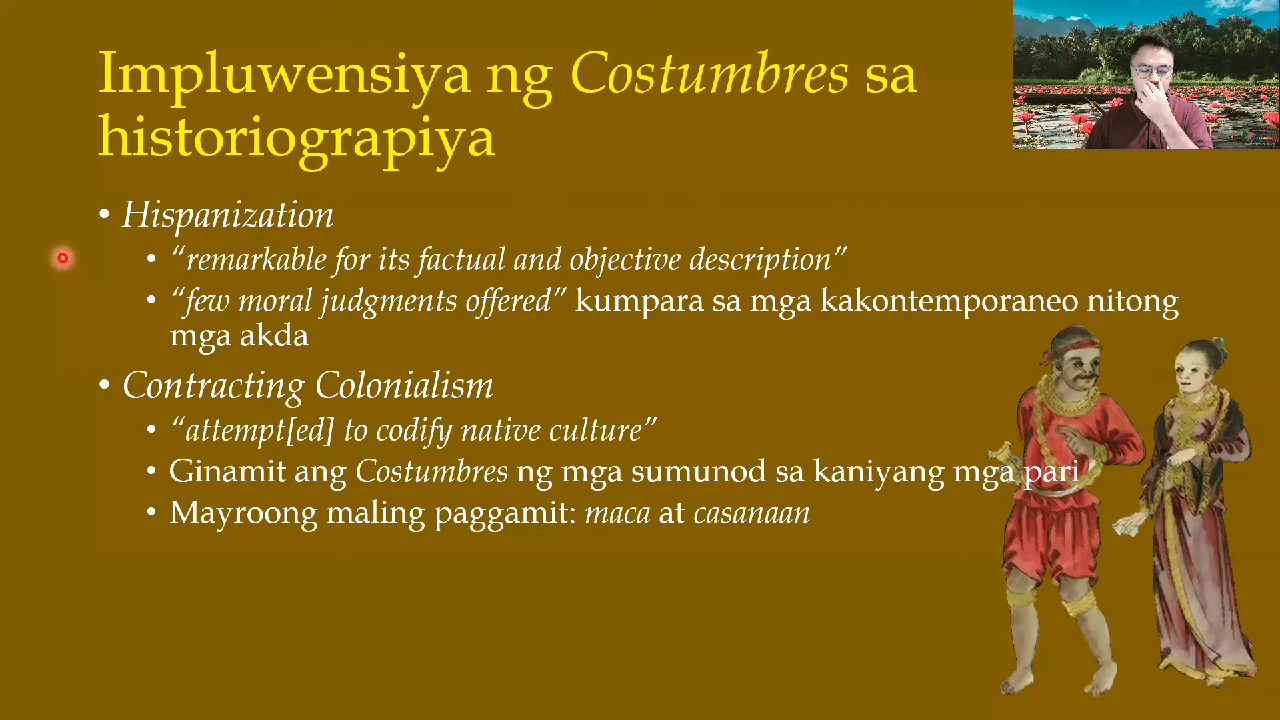 Impluwensiya ng Costumbres sa
historiograpiya
• Hispanization
• “remarkable for its factual and objective description”
• “few moral judgments offered” kumpara sa mga kakontemporaneo nitong
mga akda
• Contracting Colonialism
• “attempt[ed] to codify native culture”
• Ginamit ang Costumbres ng mga sumunod sa kaniyang mga pari
• Mayroong maling paggamit: maca at casanaan